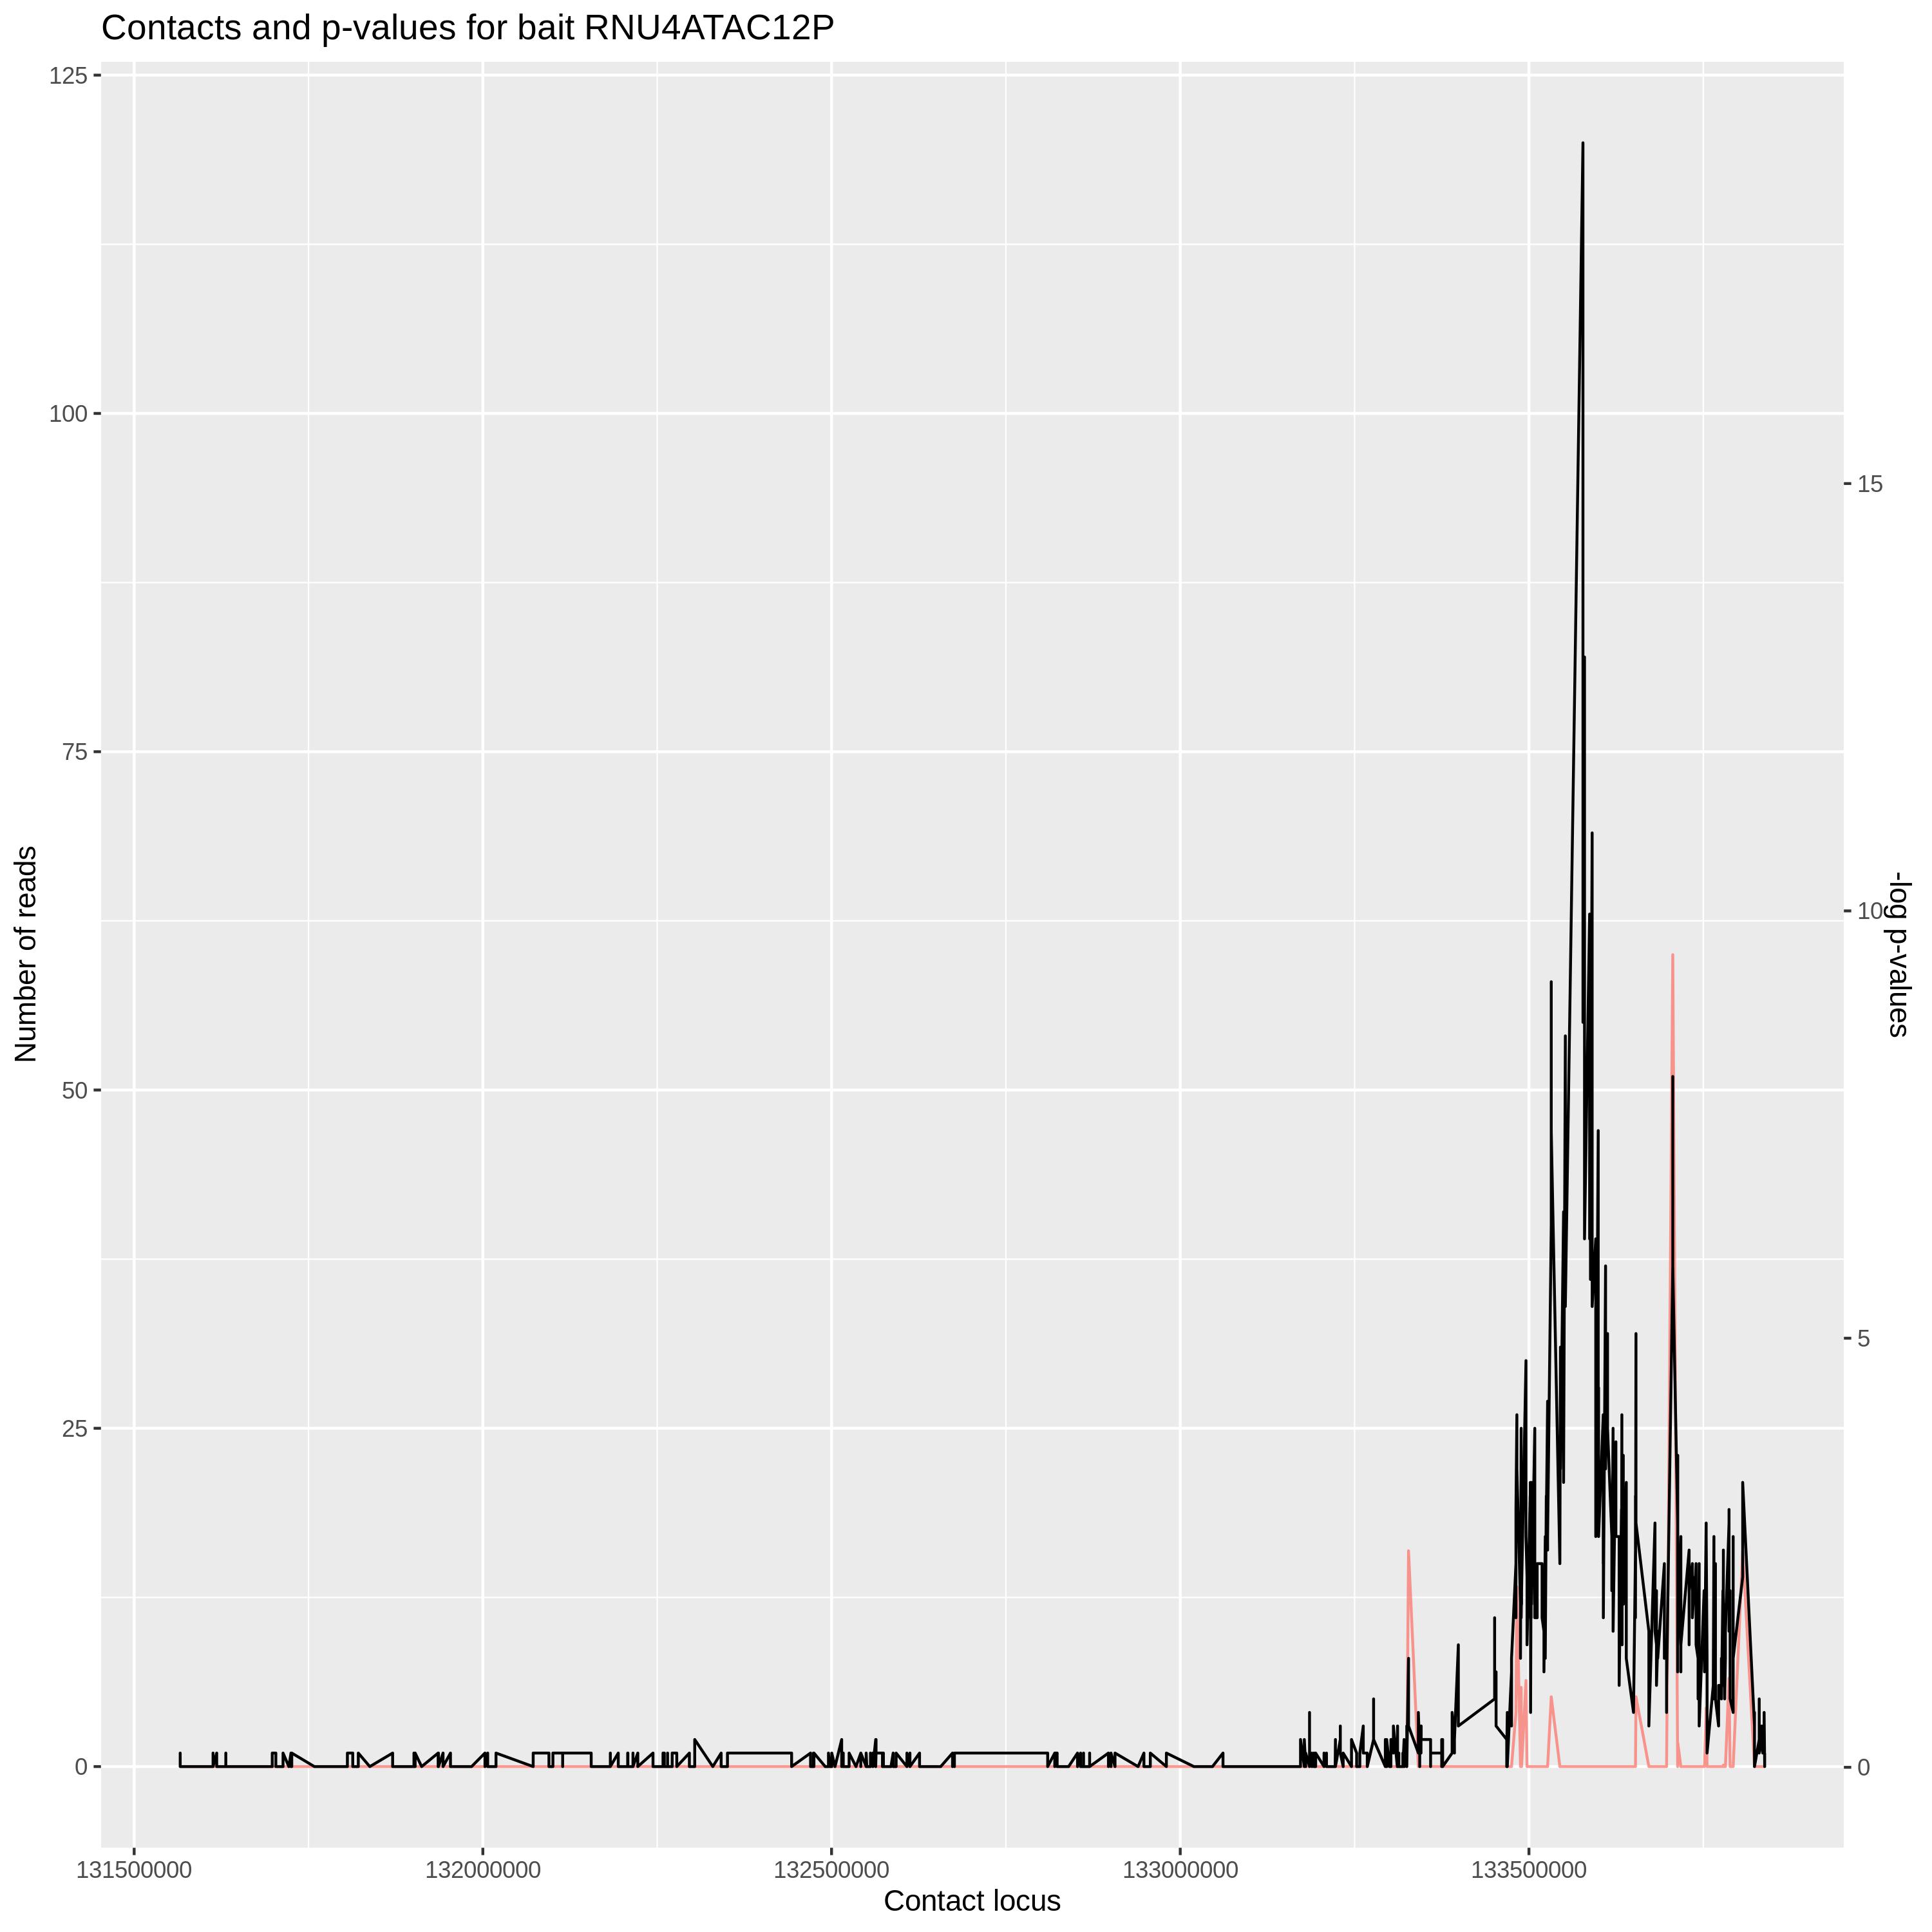 Contacts and p-values for bait RNU4ATAC12P
125
100
75
50
25
0
Number of reads
15
10
5
0
-log p-values
131500000 132000000 132500000 133000000 133500000
Contact locus